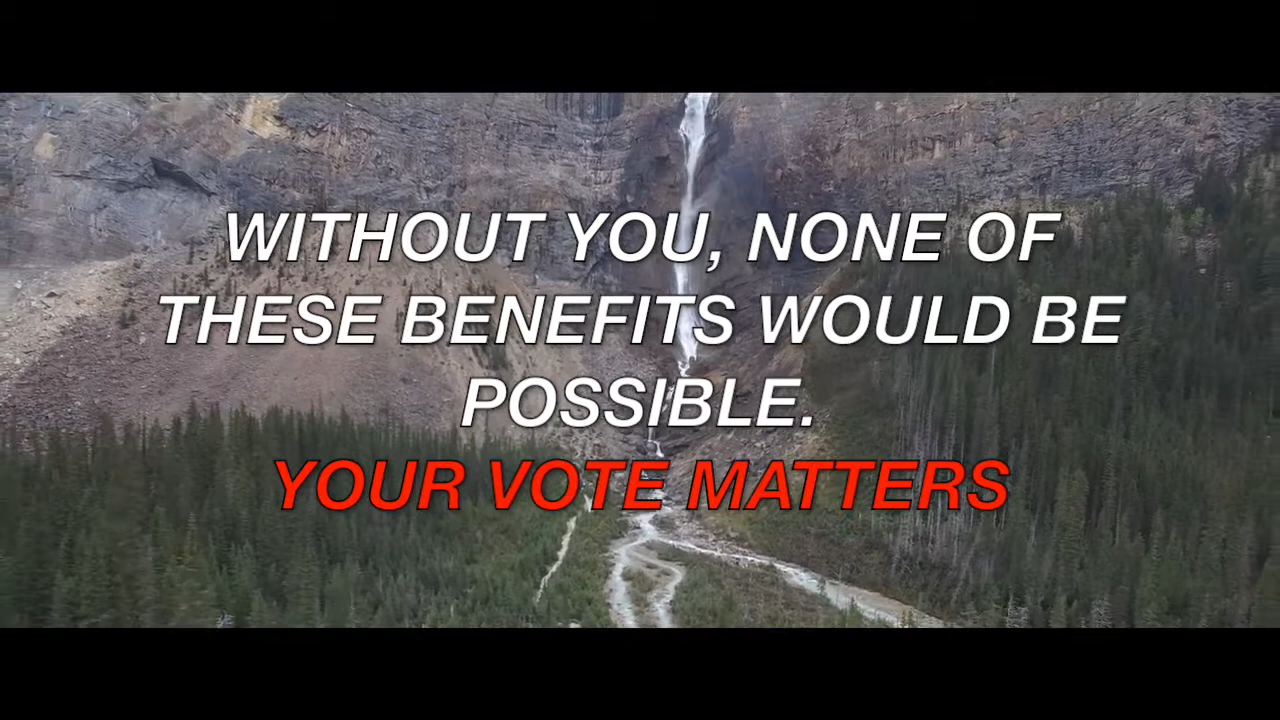 WITHOUT YOU, NONE OF
THESE BENEFITS WOULD BE
POSSIBLE.
YOUR VOTE MATTERS